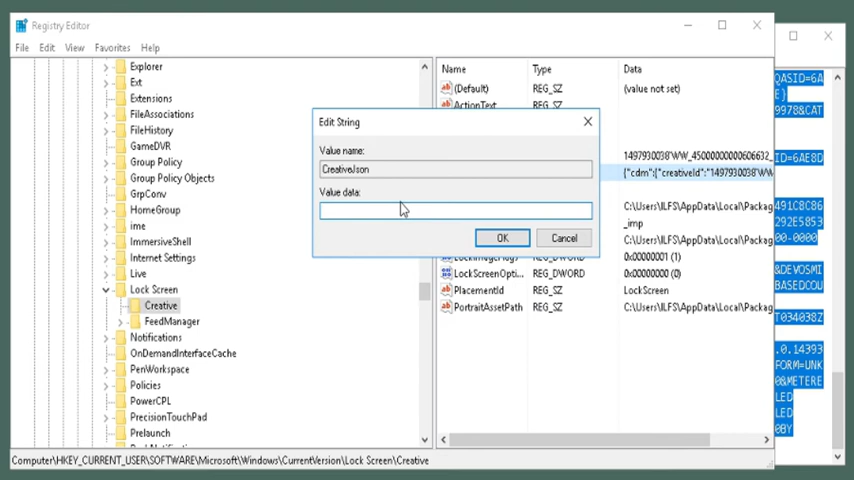 Registry Editor
File Edit View Favorites Help
Explorer
Ext
Extensions
FileAssociations
FileHistory
GameDVR
Group Policy
Group Policy Objects
GrpConv
HomeGroup
ime
ImmersiveShell
Internet Settings
Live
Lock Screen
Creative
FeedManager
Notifications
OnDemandInterfaceCache
PenWorkspace
Policies
PowerCPL
PrecisionTouchPad
Prelaunch
Name Type Data
(Default) REG_SZ (value not set)
ActionText REG_SZ
Edit String
Value name:
CreativeJson
Value data:
OK Cancel
1497930038'WW_45000000000606632_
{"cdm":{"creativeId":"1497930038'WW
C:\Users\ILFS\AppData\Local\Packag
_imp
C:\Users\ILFS\AppData\Local\Packag
LockImageFlags REG_DWORD 0x00000001 (1)
LockScreenOpti... REG_DWORD 0x00000000 (0)
PlacementId REG_SZ LockScreen
PortraitAssetPath REG_SZ C:\Users\ILFS\AppData\Local\Packag
Computer\HKEY_CURRENT_USER\SOFTWARE\Microsoft\Windows\CurrentVersion\Lock Screen\Creative
QASID=6A
E}
9978&CAT
ID=6AE8D
491C8C86
292E5853
00-0000
&DEVOSMI
BASEDCOU
T034038Z
.0.14393
FORM=UNK
0&METERE
LED
LED
0BY